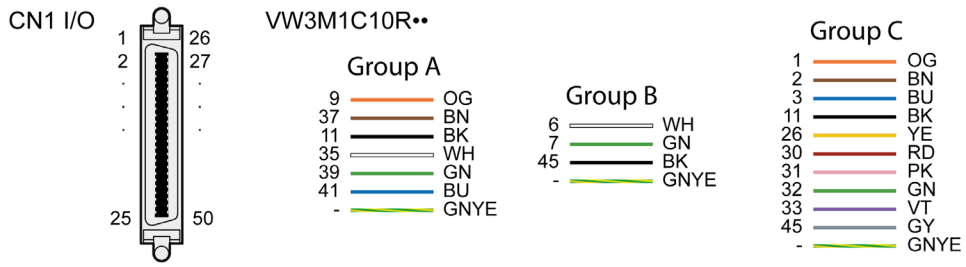 CN1 I/O
1 26
2 27
. .
. .
. .
25 50
VW3M1C10R••
Group A
9 OG
37 BN
11 BK
35 WH
39 GN
41 BU
- GNYE
Group B
6 WH
7 GN
45 BK
- GNYE
Group C
1 OG
2 BN
3 BU
11 BK
26 YE
30 RD
31 PK
32 GN
33 VT
45 GY
- GNYE